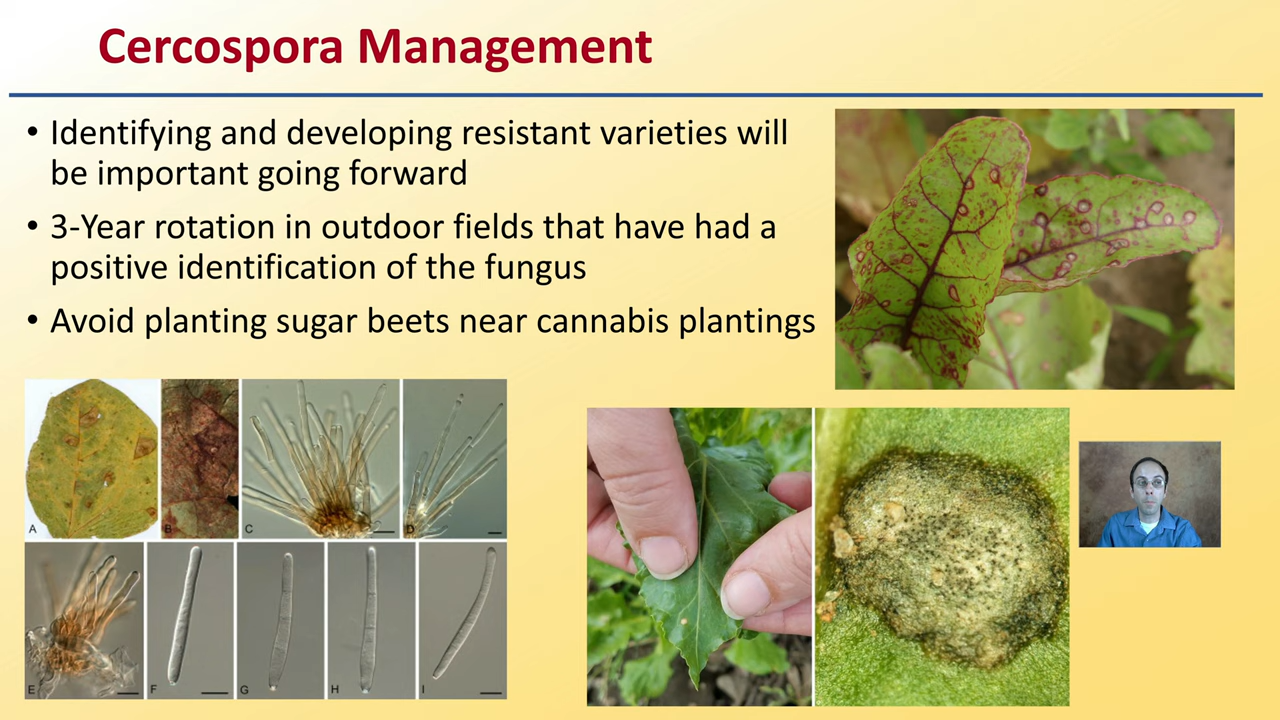 Cercospora Management
• Identifying and developing resistant varieties will
be important going forward
• 3-Year rotation in outdoor fields that have had a
positive identification of the fungus
• Avoid planting sugar beets near cannabis plantings
A B C D
E F G H I